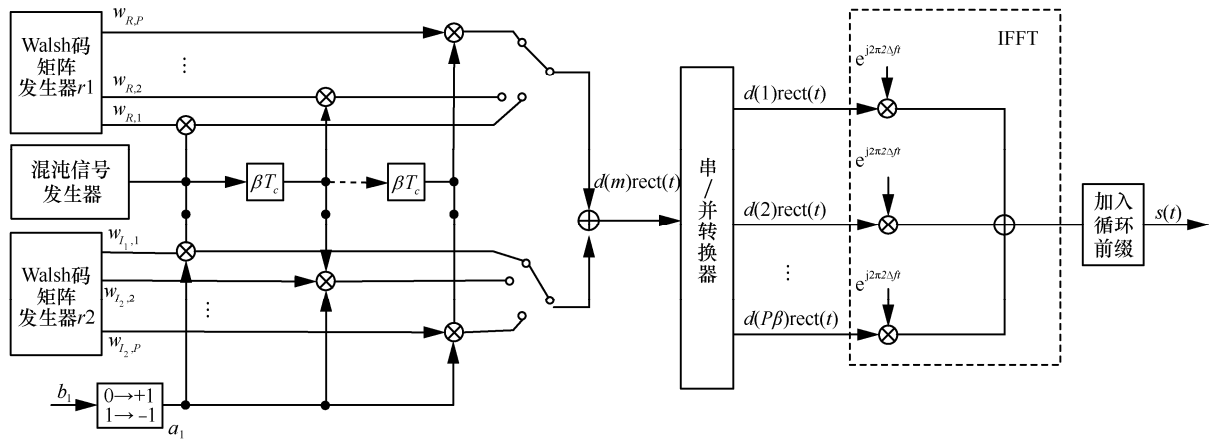 Walsh码
矩阵
发生器r1
w_{R,P}
⋮
w_{R,2}
w_{R,1}
混沌信号
发生器
βT_c
βT_c
Walsh码
矩阵
发生器r2
w_{I_1,1}
w_{I_2,2}
⋮
w_{I_2,P}
b_1
0→+1
1→−1
a_1
d(m)rect(t)
串/并转换器
d(1)rect(t)
d(2)rect(t)
⋮
d(Pβ)rect(t)
IFFT
e^{j2π2Δft}
e^{j2π2Δft}
e^{j2π2Δft}
加入
循环
前缀
s(t)